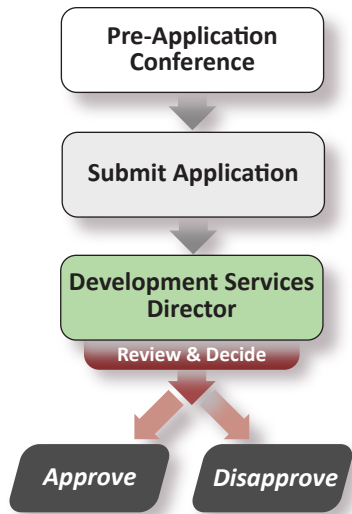 Pre-Application
Conference
Submit Application
Development Services
Director
Review & Decide
Approve
Disapprove